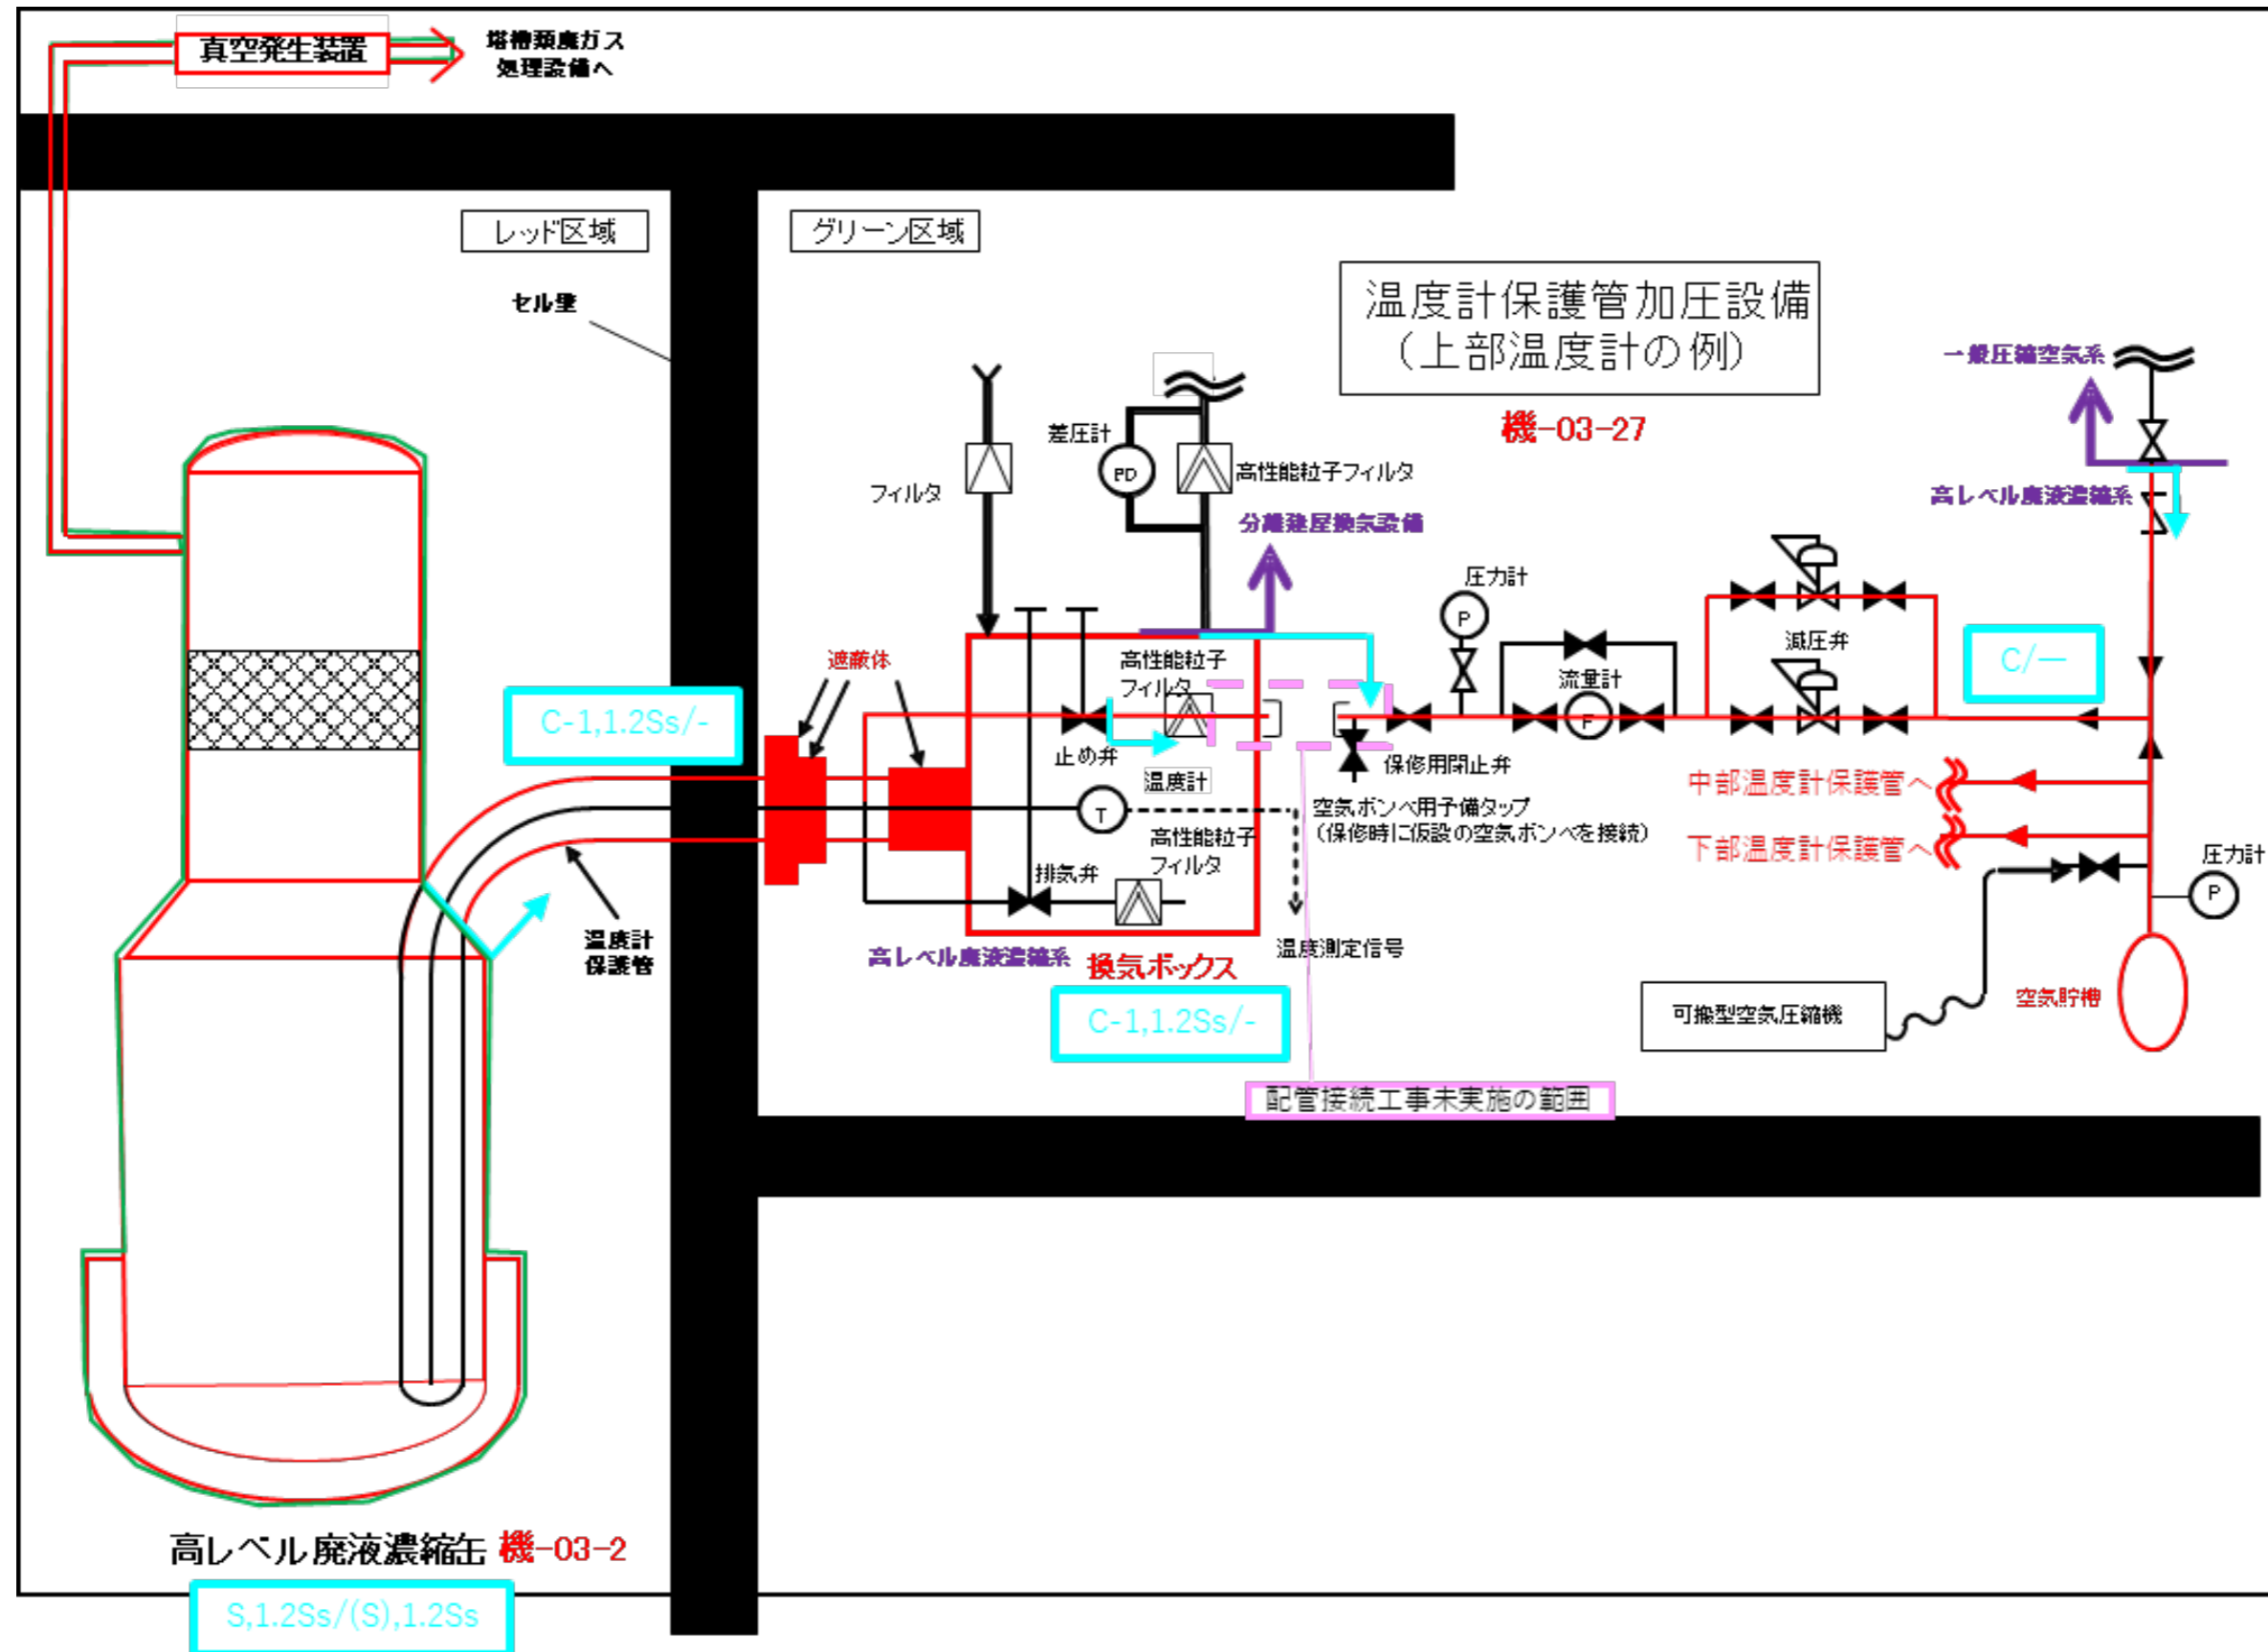 真空発生装置
塔槽類廃ガス
処理設備へ
レッド区域
グリーン区域
セル壁
温度計保護管加圧設備
(上部温度計の例)
機-03-27
一般圧縮空気系
高レベル廃液濃縮系
フィルタ
差圧計
PD
高性能粒子フィルタ
分離建屋換気設備
圧力計
P
減圧弁
C/―
流量計
F
遮蔽体
高性能粒子
フィルタ
C-1,1.2Ss/-
止め弁
保修用閉止弁
温度計
T
空気ボンベ用予備タップ
(保修時に仮設の空気ボンベを接続)
中部温度計保護管へ
下部温度計保護管へ
高性能粒子
フィルタ
排気弁
圧力計
P
温度計
保護管
温度測定信号
高レベル廃液濃縮系
換気ボックス
C-1,1.2Ss/-
可搬型空気圧縮機
空気貯槽
配管接続工事未実施の範囲
高レベル廃液濃縮缶 機-03-2
S,1.2Ss/(S),1.2Ss